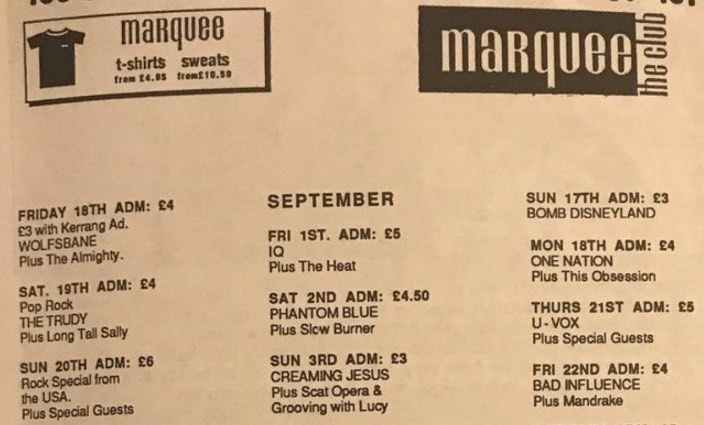 marquee
t-shirts sweats
from £4.95 from£10.50
marquee
the club
FRIDAY 18TH ADM: £4
£3 with Kerrang Ad.
WOLFSBANE
Plus The Almighty.
SAT. 19TH ADM: £4
Pop Rock
THE TRUDY
Plus Long Tall Sally
SUN 20TH ADM: £6
Rock Special from
the USA.
Plus Special Guests
SEPTEMBER
FRI 1ST. ADM: £5
IQ
Plus The Heat
SAT 2ND ADM: £4.50
PHANTOM BLUE
Plus Slow Burner
SUN 3RD ADM: £3
CREAMING JESUS
Plus Scat Opera &
Grooving with Lucy
SUN 17TH ADM: £3
BOMB DISNEYLAND
MON 18TH ADM: £4
ONE NATION
Plus This Obsession
THURS 21ST ADM: £5
U-VOX
Plus Special Guests
FRI 22ND ADM: £4
BAD INFLUENCE
Plus Mandrake